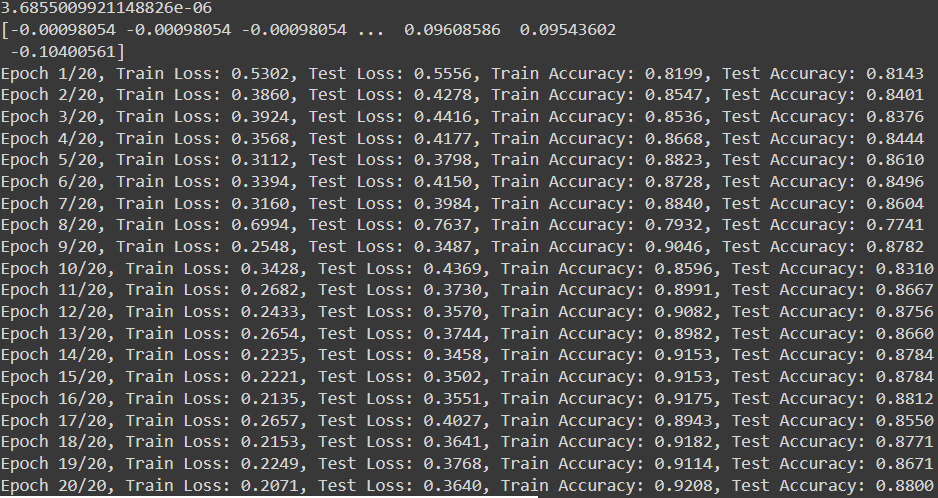 3.6855009921148826e-06
[-0.00098054 -0.00098054 -0.00098054 ...  0.09608586  0.09543602
 -0.10400561]
Epoch 1/20, Train Loss: 0.5302, Test Loss: 0.5556, Train Accuracy: 0.8199, Test Accuracy: 0.8143
Epoch 2/20, Train Loss: 0.3860, Test Loss: 0.4278, Train Accuracy: 0.8547, Test Accuracy: 0.8401
Epoch 3/20, Train Loss: 0.3924, Test Loss: 0.4416, Train Accuracy: 0.8536, Test Accuracy: 0.8376
Epoch 4/20, Train Loss: 0.3568, Test Loss: 0.4177, Train Accuracy: 0.8668, Test Accuracy: 0.8444
Epoch 5/20, Train Loss: 0.3112, Test Loss: 0.3798, Train Accuracy: 0.8823, Test Accuracy: 0.8610
Epoch 6/20, Train Loss: 0.3394, Test Loss: 0.4150, Train Accuracy: 0.8728, Test Accuracy: 0.8496
Epoch 7/20, Train Loss: 0.3160, Test Loss: 0.3984, Train Accuracy: 0.8840, Test Accuracy: 0.8604
Epoch 8/20, Train Loss: 0.6994, Test Loss: 0.7637, Train Accuracy: 0.7932, Test Accuracy: 0.7741
Epoch 9/20, Train Loss: 0.2548, Test Loss: 0.3487, Train Accuracy: 0.9046, Test Accuracy: 0.8782
Epoch 10/20, Train Loss: 0.3428, Test Loss: 0.4369, Train Accuracy: 0.8596, Test Accuracy: 0.8310
Epoch 11/20, Train Loss: 0.2682, Test Loss: 0.3730, Train Accuracy: 0.8991, Test Accuracy: 0.8667
Epoch 12/20, Train Loss: 0.2433, Test Loss: 0.3570, Train Accuracy: 0.9082, Test Accuracy: 0.8756
Epoch 13/20, Train Loss: 0.2654, Test Loss: 0.3744, Train Accuracy: 0.8982, Test Accuracy: 0.8660
Epoch 14/20, Train Loss: 0.2235, Test Loss: 0.3458, Train Accuracy: 0.9153, Test Accuracy: 0.8784
Epoch 15/20, Train Loss: 0.2221, Test Loss: 0.3502, Train Accuracy: 0.9153, Test Accuracy: 0.8784
Epoch 16/20, Train Loss: 0.2135, Test Loss: 0.3551, Train Accuracy: 0.9175, Test Accuracy: 0.8812
Epoch 17/20, Train Loss: 0.2657, Test Loss: 0.4027, Train Accuracy: 0.8943, Test Accuracy: 0.8550
Epoch 18/20, Train Loss: 0.2153, Test Loss: 0.3641, Train Accuracy: 0.9182, Test Accuracy: 0.8771
Epoch 19/20, Train Loss: 0.2249, Test Loss: 0.3768, Train Accuracy: 0.9114, Test Accuracy: 0.8671
Epoch 20/20, Train Loss: 0.2071, Test Loss: 0.3640, Train Accuracy: 0.9208, Test Accuracy: 0.8800